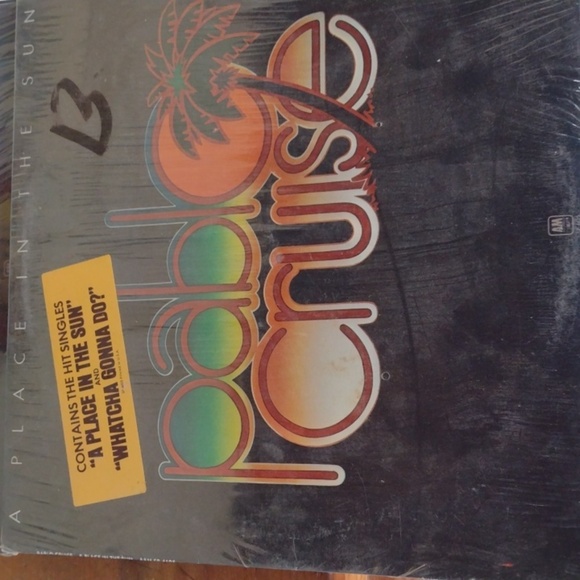 A PLACE IN THE SUN
13
pablo
cruise
CONTAINS THE HIT SINGLES
"A PLACE IN THE SUN"
AND
"WHATCHA GONNA DO?"
AM